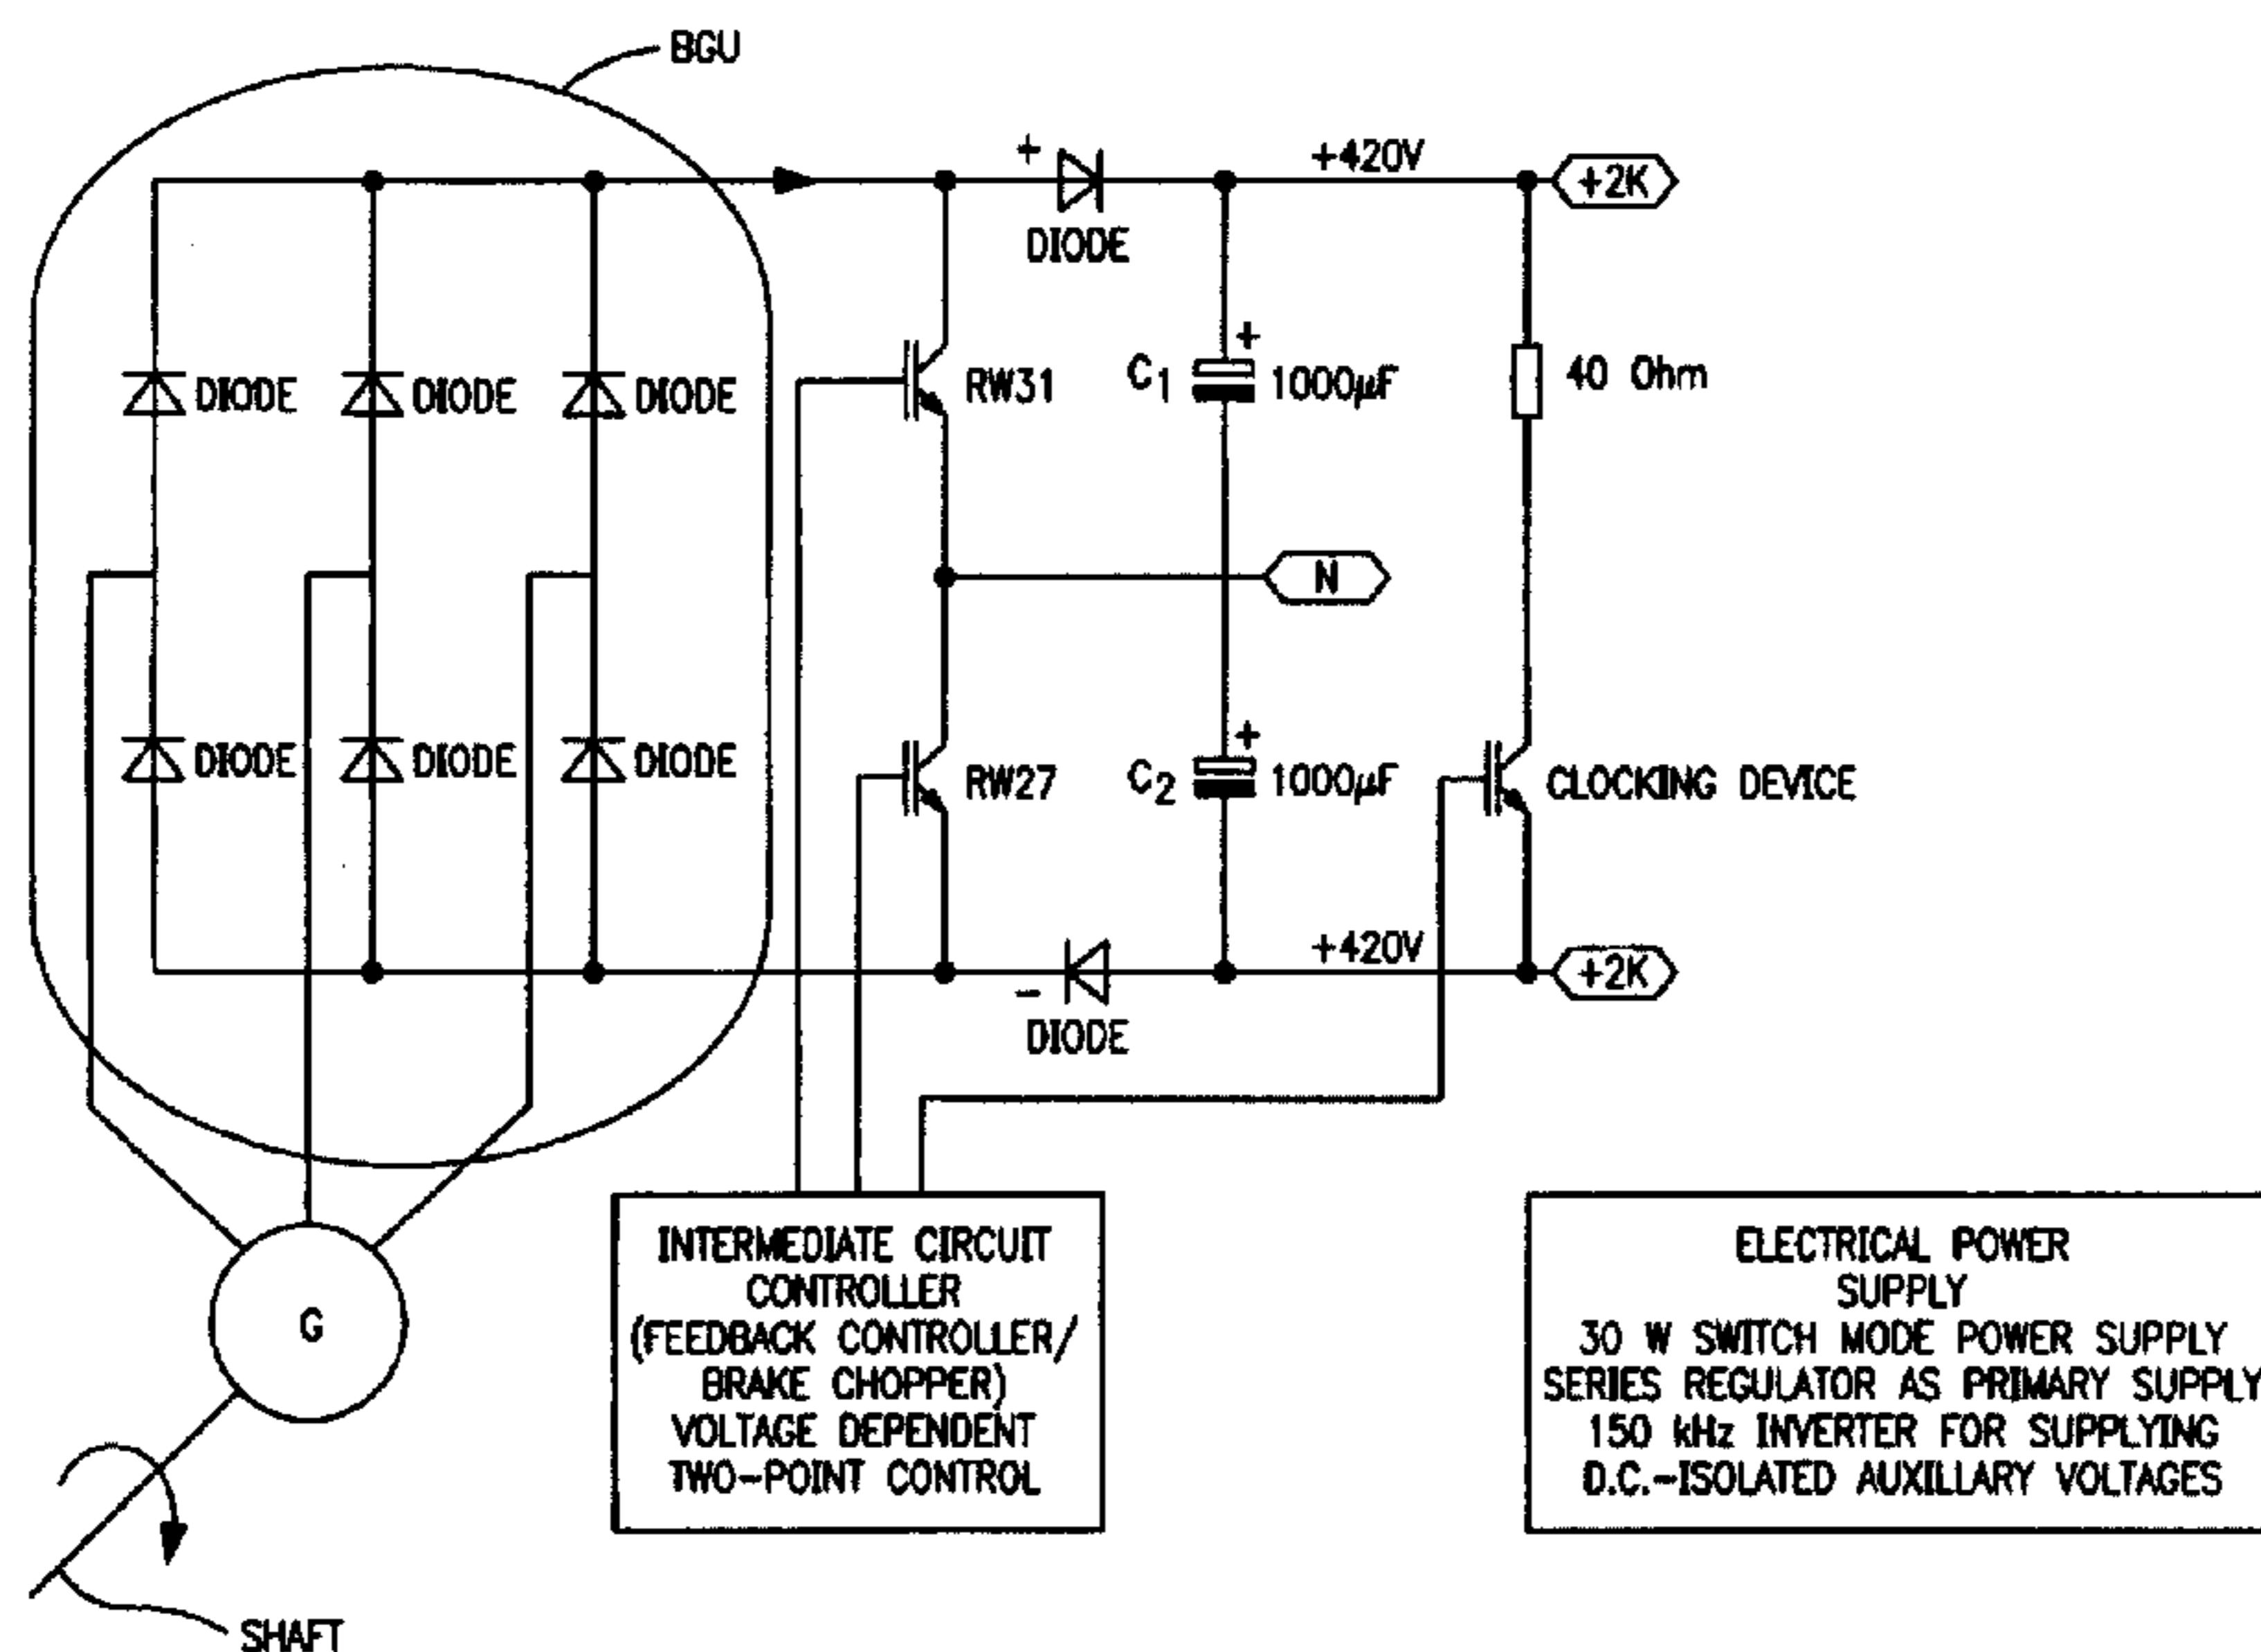 BGU
+
+420V
+2K
DIODE
+
DIODE
DIODE
DIODE
RW31
C1
1000µF
40 Ohm
N
+
DIODE
DIODE
DIODE
RW27
C2
1000µF
CLOCKING DEVICE
+420V
+2K
-
DIODE
INTERMEDIATE CIRCUIT
CONTROLLER
(FEEDBACK CONTROLLER/
BRAKE CHOPPER)
VOLTAGE DEPENDENT
TWO-POINT CONTROL
ELECTRICAL POWER
SUPPLY
30 W SWITCH MODE POWER SUPPLY
SERIES REGULATOR AS PRIMARY SUPPLY
150 kHz INVERTER FOR SUPPLYING
D.C.-ISOLATED AUXILLARY VOLTAGES
G
SHAFT